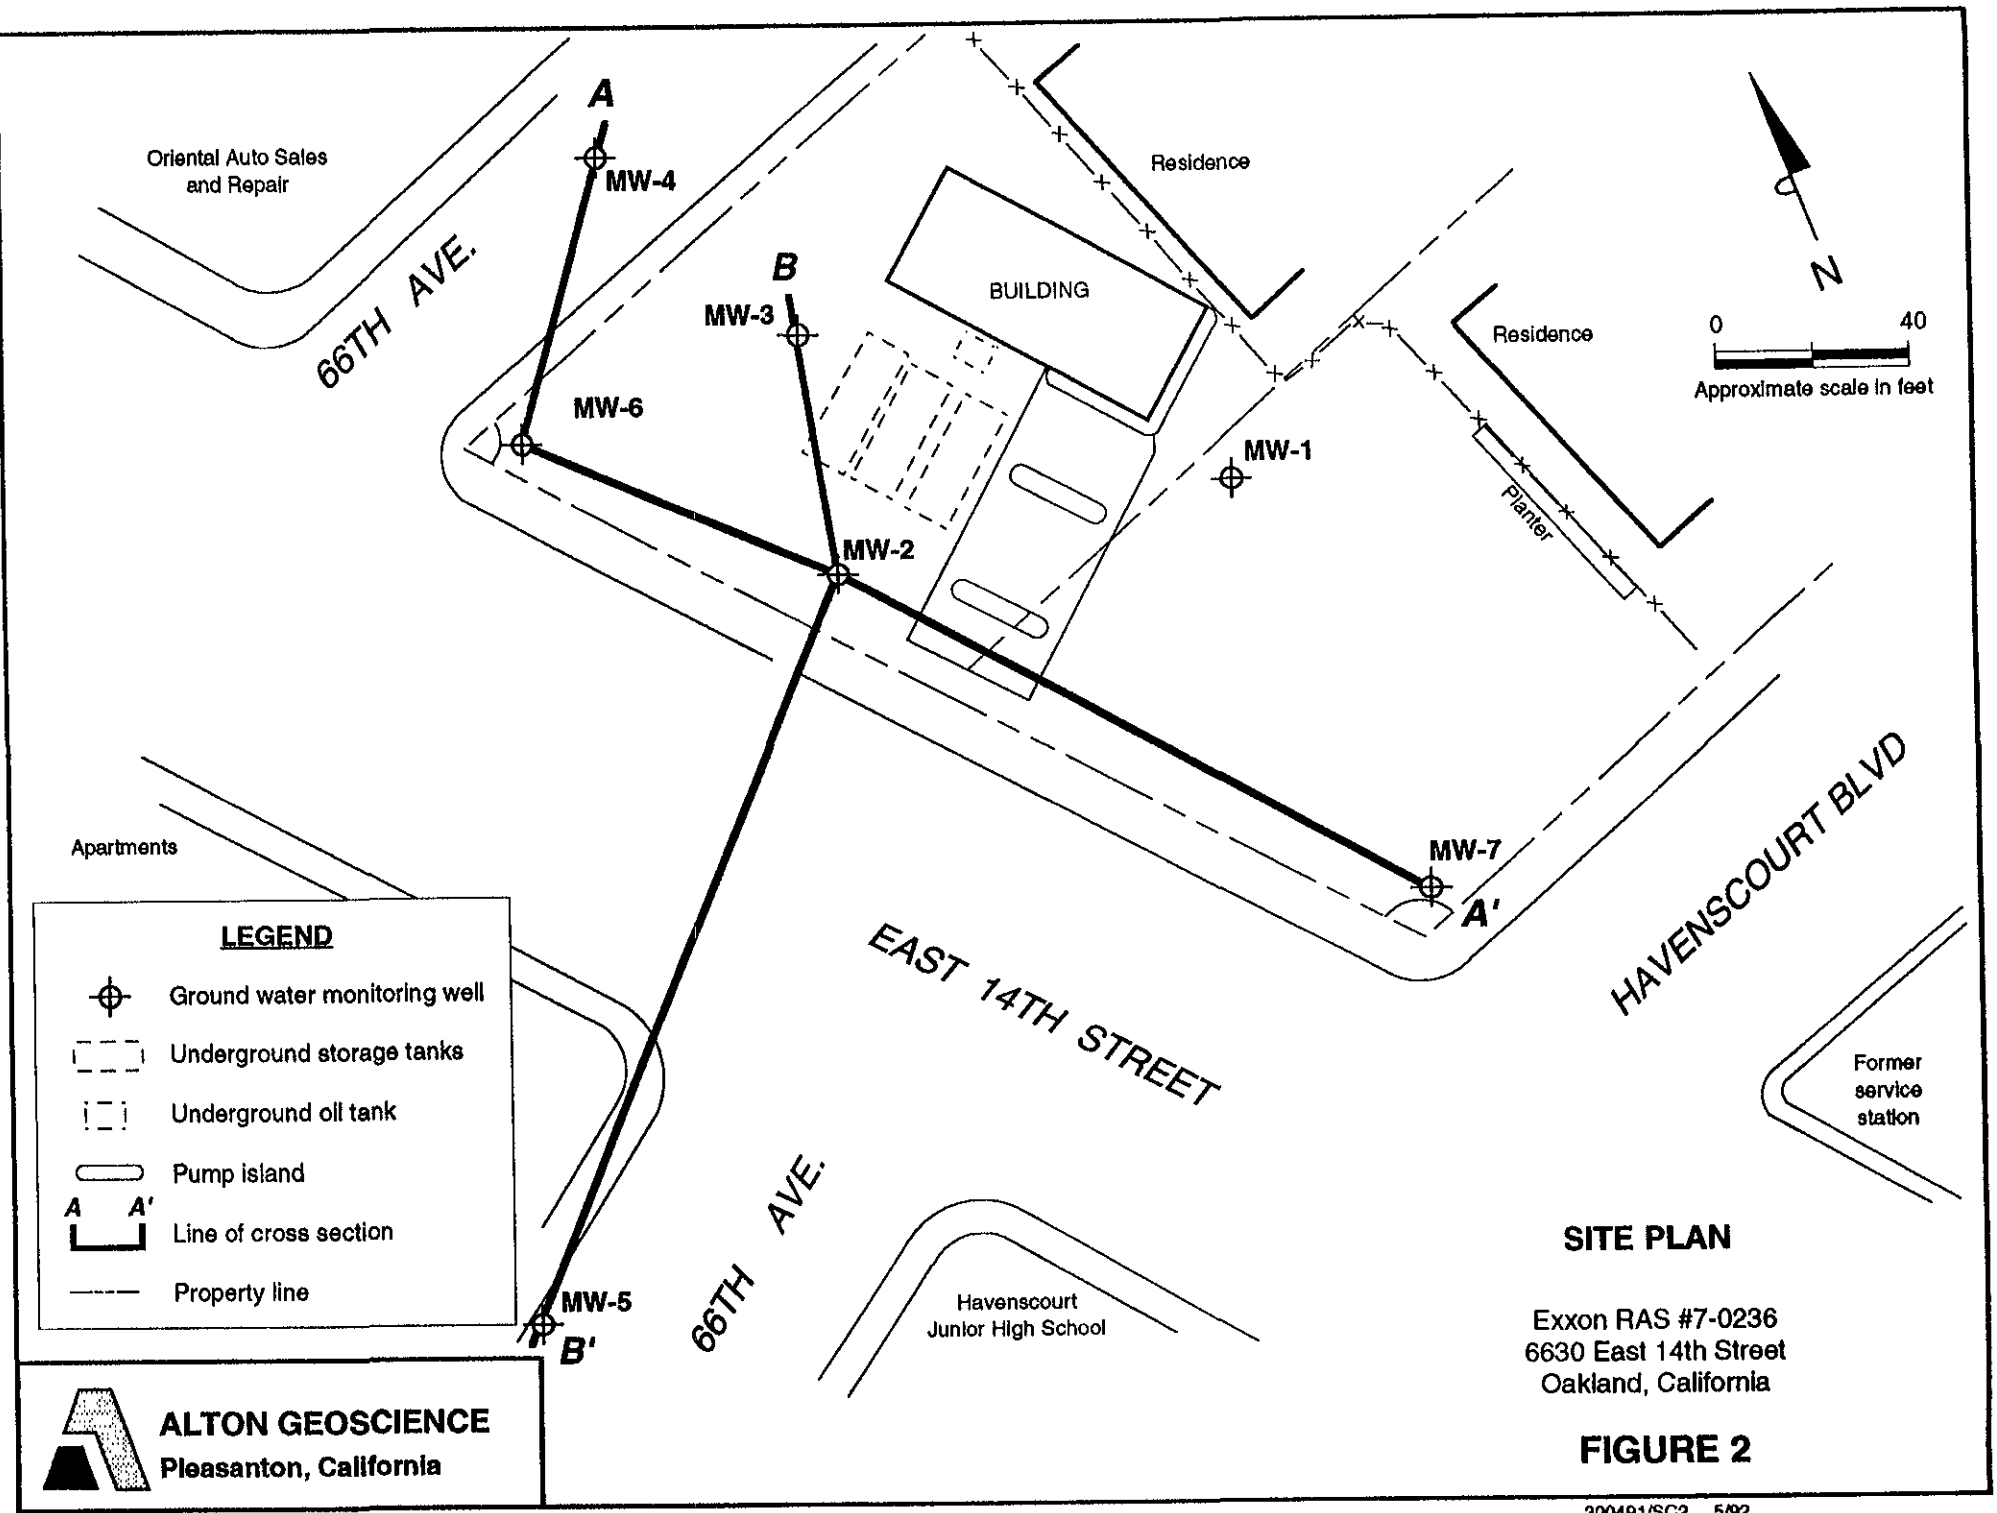 A
Oriental Auto Sales
and Repair
MW-4
66TH AVE.
B
MW-3
MW-6
BUILDING
Residence
Residence
N
0 40
Approximate scale in feet
MW-1
Planter
MW-2
MW-7
A'
HAVENSCOURT BLVD
EAST 14TH STREET
Apartments
LEGEND
Ground water monitoring well
Underground storage tanks
Underground oil tank
Pump island
A A'
Line of cross section
Property line
MW-5
B'
66TH AVE.
Havenscourt
Junior High School
Former
service
station
SITE PLAN
Exxon RAS #7-0236
6630 East 14th Street
Oakland, California
FIGURE 2
ALTON GEOSCIENCE
Pleasanton, California